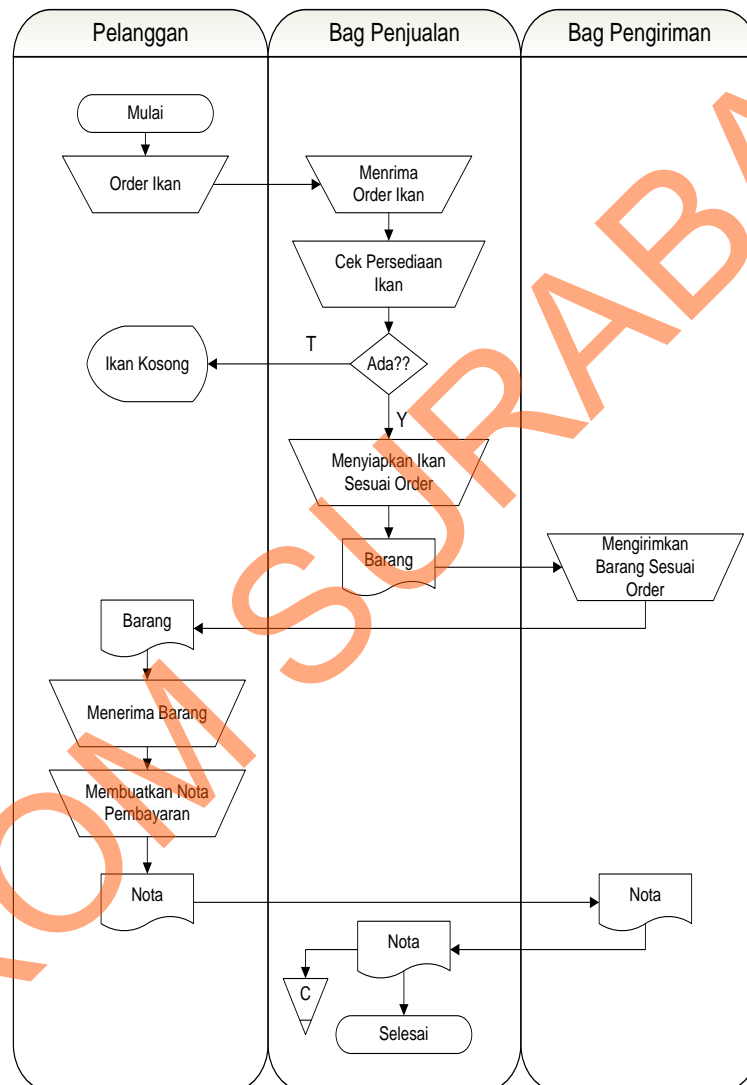 Pelanggan
Bag Penjualan
Bag Pengiriman
Mulai
Order Ikan
Menrima
Order Ikan
Cek Persediaan
Ikan
Ada??
T
Ikan Kosong
Y
Menyiapkan Ikan
Sesuai Order
Barang
Mengirimkan
Barang Sesuai
Order
Barang
Menerima Barang
Membuatkan Nota
Pembayaran
Nota
Nota
Nota
C
Selesai
OM SURABA